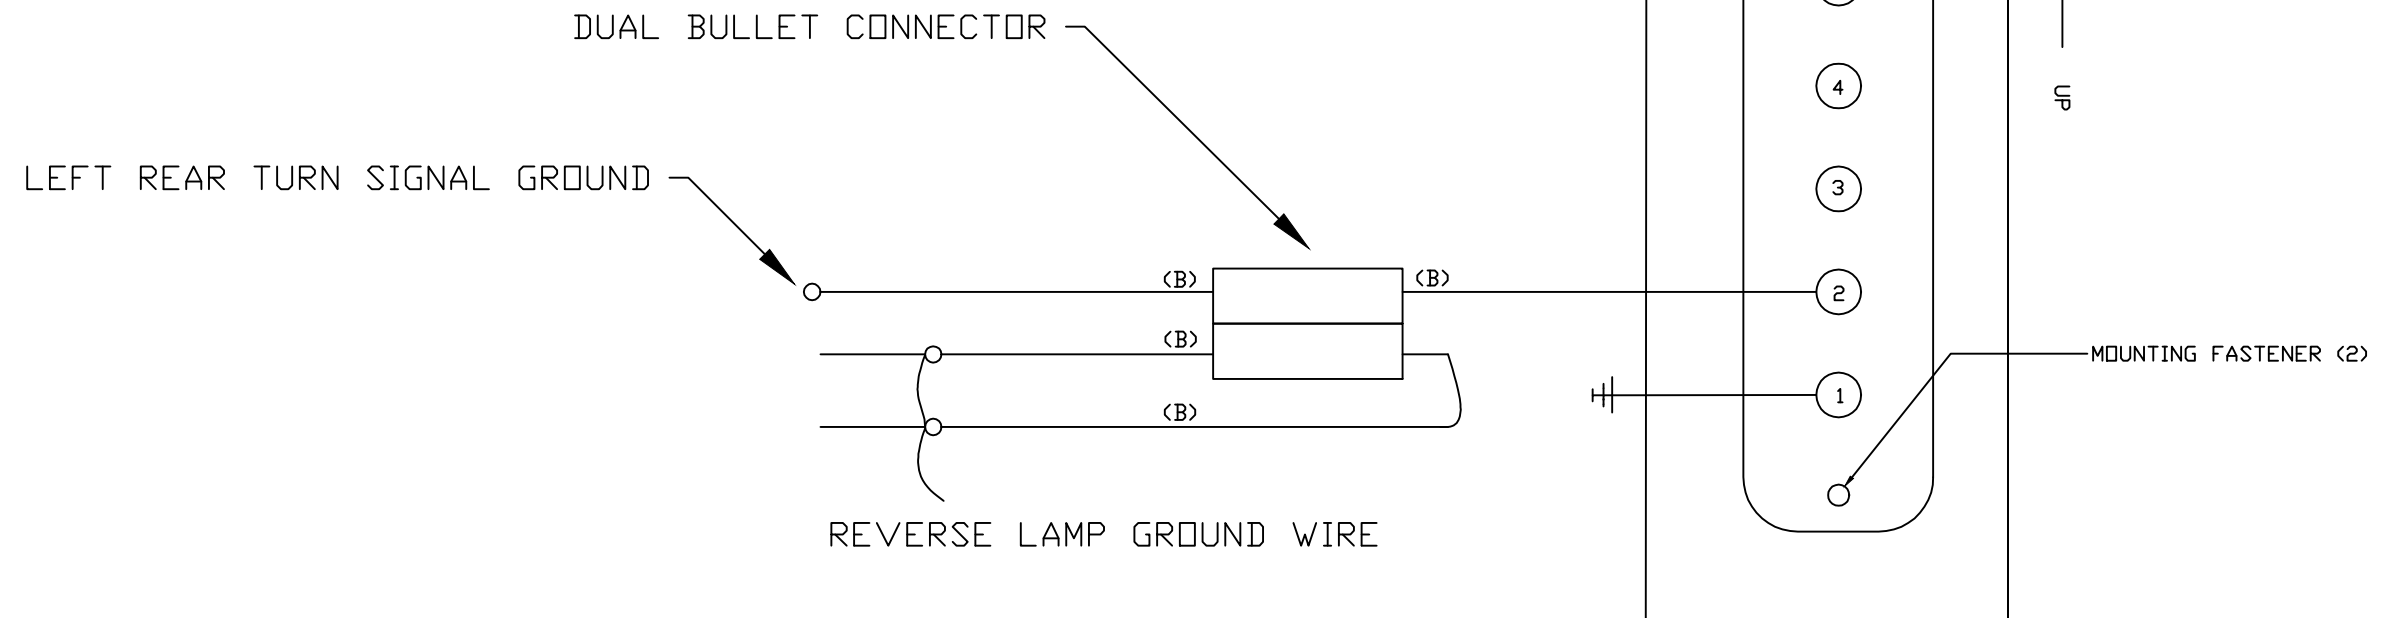 DUAL BULLET CONNECTOR
4
UP
LEFT REAR TURN SIGNAL GROUND
3
(B)
(B)
2
(B)
MOUNTING FASTENER (2)
1
(B)
REVERSE LAMP GROUND WIRE